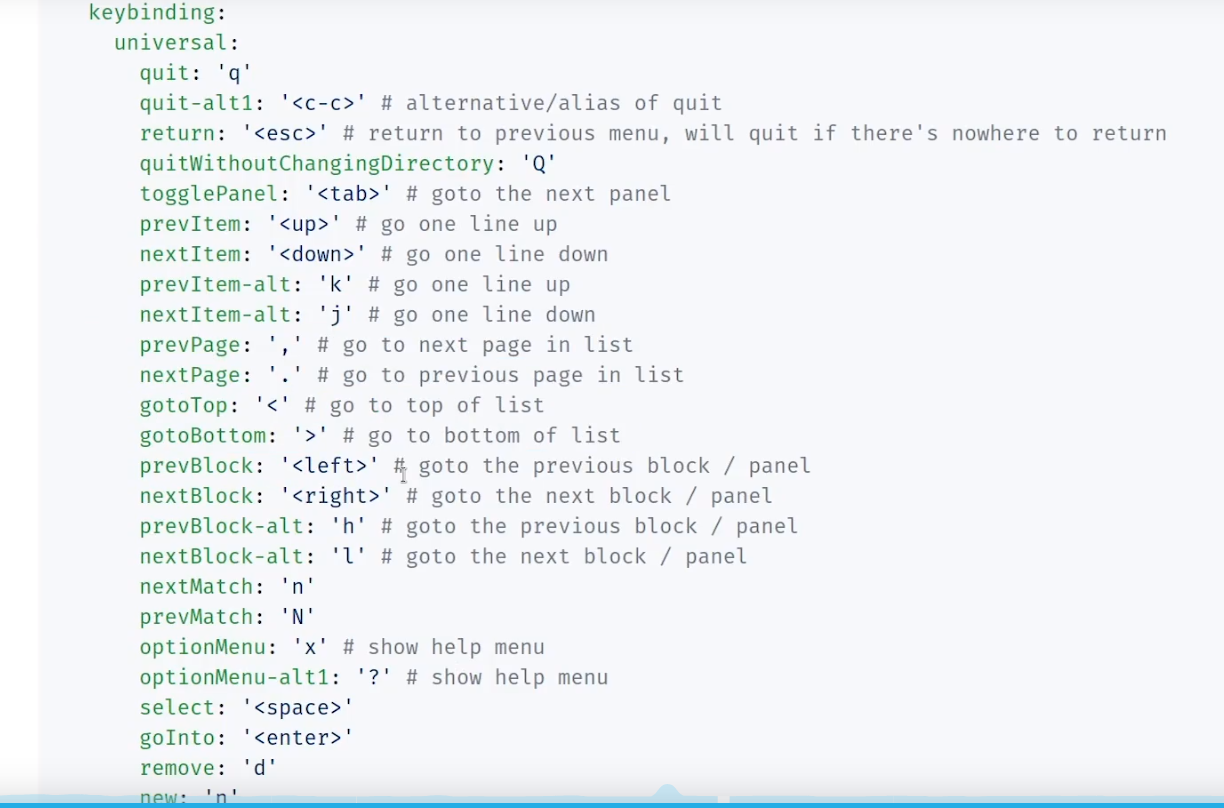 keybinding:
universal:
quit: 'q'
quit-alt1: '<c-c>' # alternative/alias of quit
return: '<esc>' # return to previous menu, will quit if there's nowhere to return
quitWithoutChangingDirectory: 'Q'
togglePanel: '<tab>' # goto the next panel
prevItem: '<up>' # go one line up
nextItem: '<down>' # go one line down
prevItem-alt: 'k' # go one line up
nextItem-alt: 'j' # go one line down
prevPage: ',' # go to next page in list
nextPage: '.' # go to previous page in list
gotoTop: '<' # go to top of list
gotoBottom: '>' # go to bottom of list
prevBlock: '<left>' # goto the previous block / panel
nextBlock: '<right>' # goto the next block / panel
prevBlock-alt: 'h' # goto the previous block / panel
nextBlock-alt: 'l' # goto the next block / panel
nextMatch: 'n'
prevMatch: 'N'
optionMenu: 'x' # show help menu
optionMenu-alt1: '?' # show help menu
select: '<space>'
goInto: '<enter>'
remove: 'd'
new: 'n'